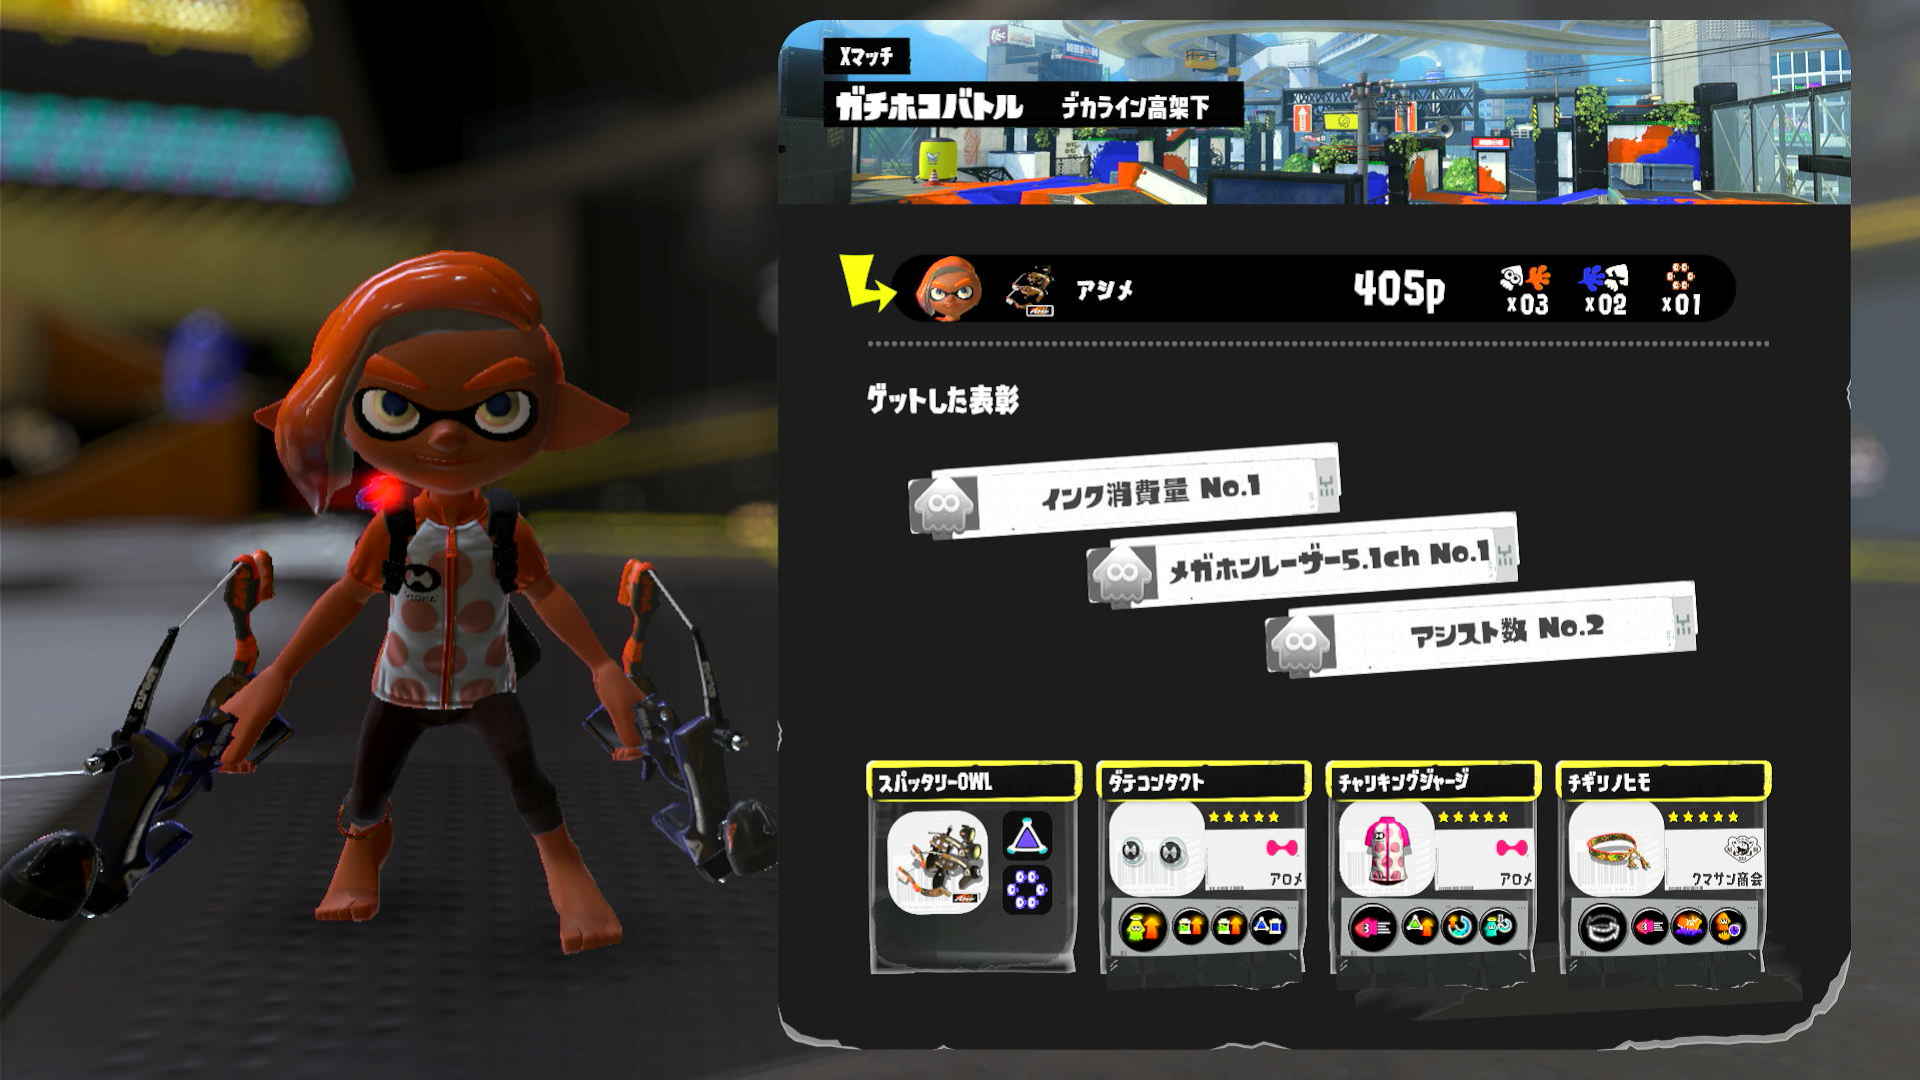 Xマッチ
ガチホコバトル デカライン高架下
アシメ 405p x03 x02 x01
ゲットした表彰
インク消費量 No.1
メガホンレーザー5.1ch No.1
アシスト数 No.2
スパッタリーOWL
ダテコンタクト
アロメ
チャリキングジャージ
アロメ
チギリノヒモ
クマサン商会